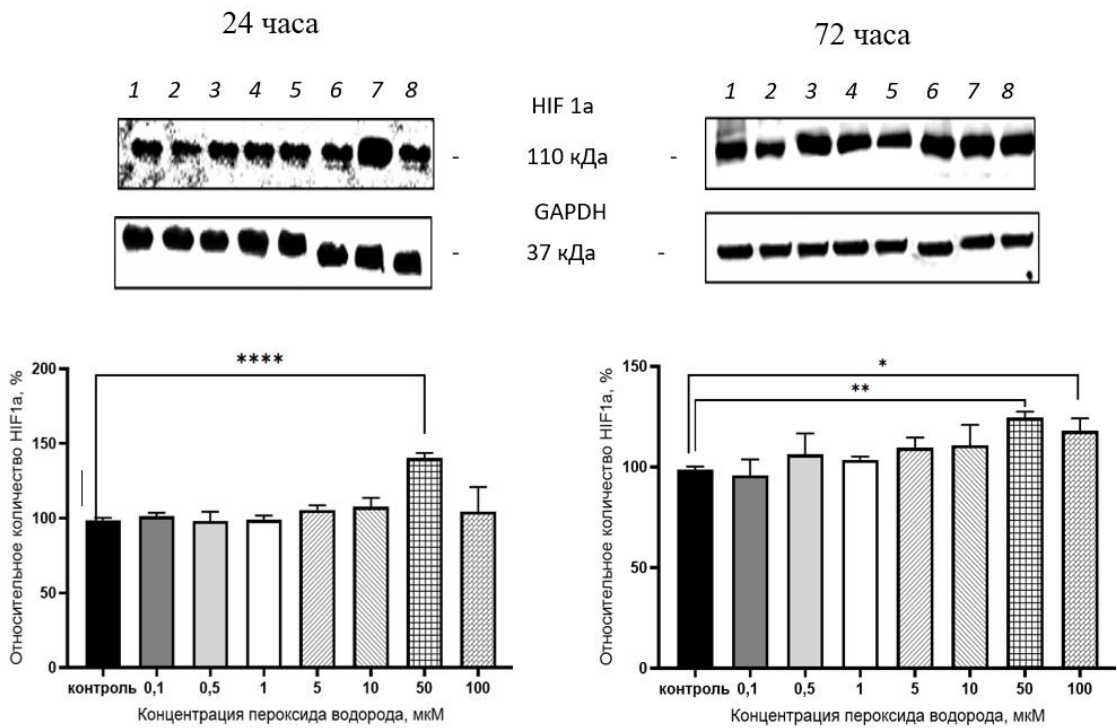 24 часа
72 часа
1 2 3 4 5 6 7 8
HIF 1a
1 2 3 4 5 6 7 8
- 110 кДа -
GAPDH
- 37 кДа -
Относительное количество HIF1a, %
200
150
100
50
0
****
контроль 0,1 0,5 1 5 10 50 100
Концентрация пероксида водорода, мкМ
Относительное количество HIF1a, %
150
100
50
0
*
**
контроль 0,1 0,5 1 5 10 50 100
Концентрация пероксида водорода, мкМ